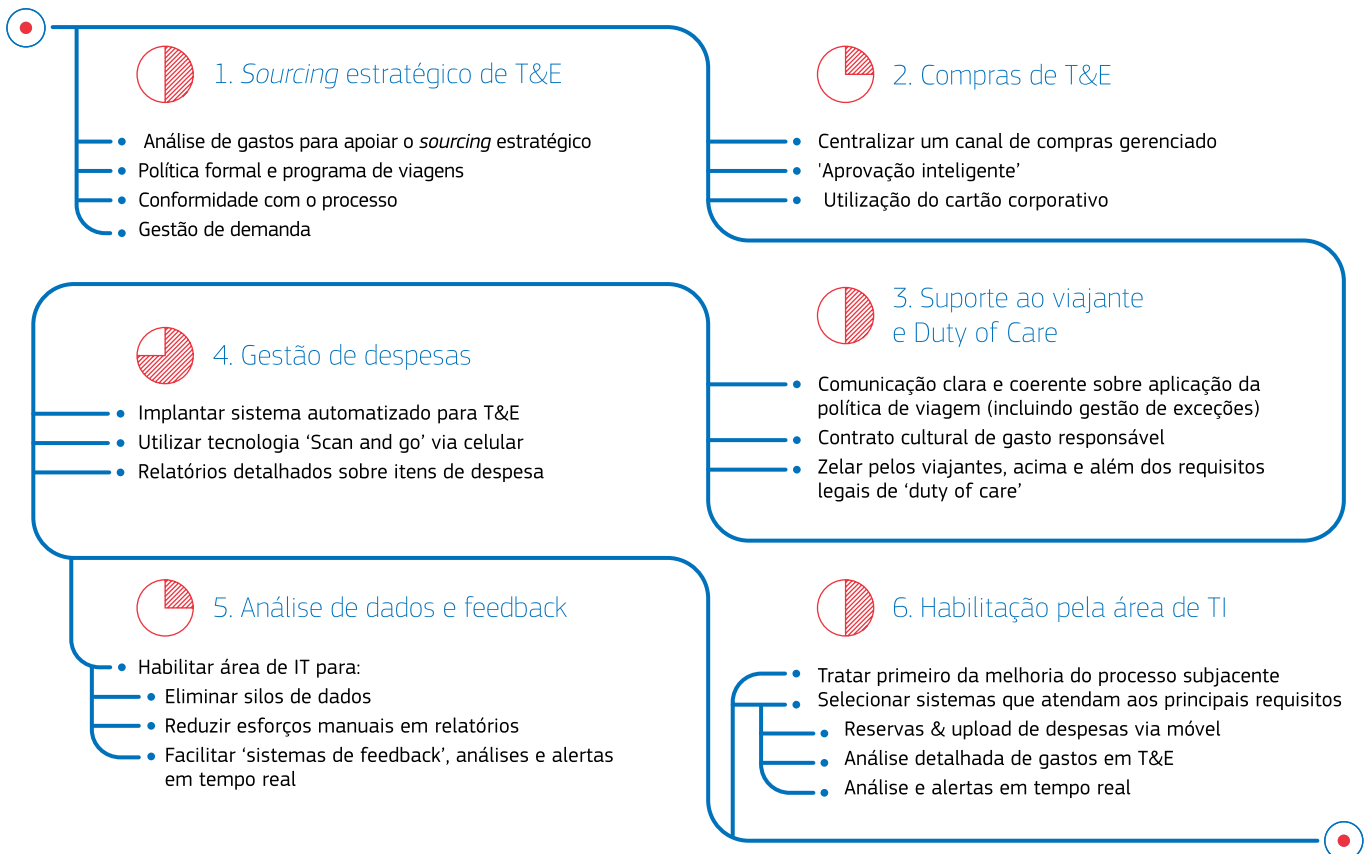 1. Sourcing estratégico de T&E
Análise de gastos para apoiar o sourcing estratégico
Política formal e programa de viagens
Conformidade com o processo
Gestão de demanda
2. Compras de T&E
Centralizar um canal de compras gerenciado
'Aprovação inteligente’
Utilização do cartão corporativo
3. Suporte ao viajante
e Duty of Care
Comunicação clara e coerente sobre aplicação da
política de viagem (incluindo gestão de exceções)
Contrato cultural de gasto responsável
Zelar pelos viajantes, acima e além dos requisitos
legais de ‘duty of care’
4. Gestão de despesas
Implantar sistema automatizado para T&E
Utilizar tecnologia ‘Scan and go’ via celular
Relatórios detalhados sobre itens de despesa
5. Análise de dados e feedback
Habilitar área de IT para:
Eliminar silos de dados
Reduzir esforços manuais em relatórios
Facilitar ‘sistemas de feedback’, análises e alertas
em tempo real
6. Habilitação pela área de TI
Tratar primeiro da melhoria do processo subjacente
Selecionar sistemas que atendam aos principais requisitos
Reservas & upload de despesas via móvel
Análise detalhada de gastos em T&E
Análise e alertas em tempo real